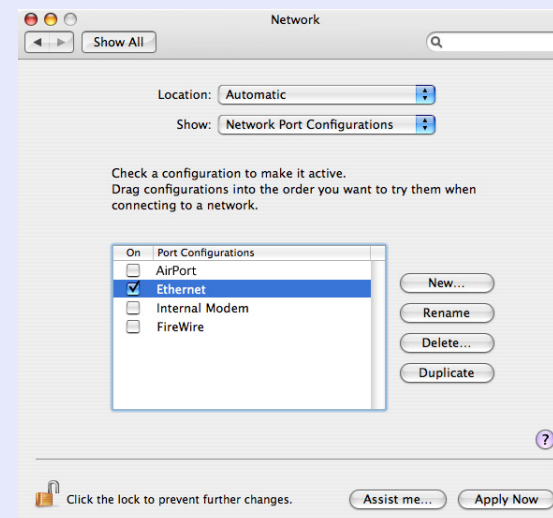 Network
Show All
Location: Automatic
Show: Network Port Configurations
Check a configuration to make it active.
Drag configurations into the order you want to try them when
connecting to a network.
On Port Configurations
AirPort
Ethernet
Internal Modem
FireWire
New...
Rename
Delete...
Duplicate
?
Click the lock to prevent further changes.
Assist me...
Apply Now